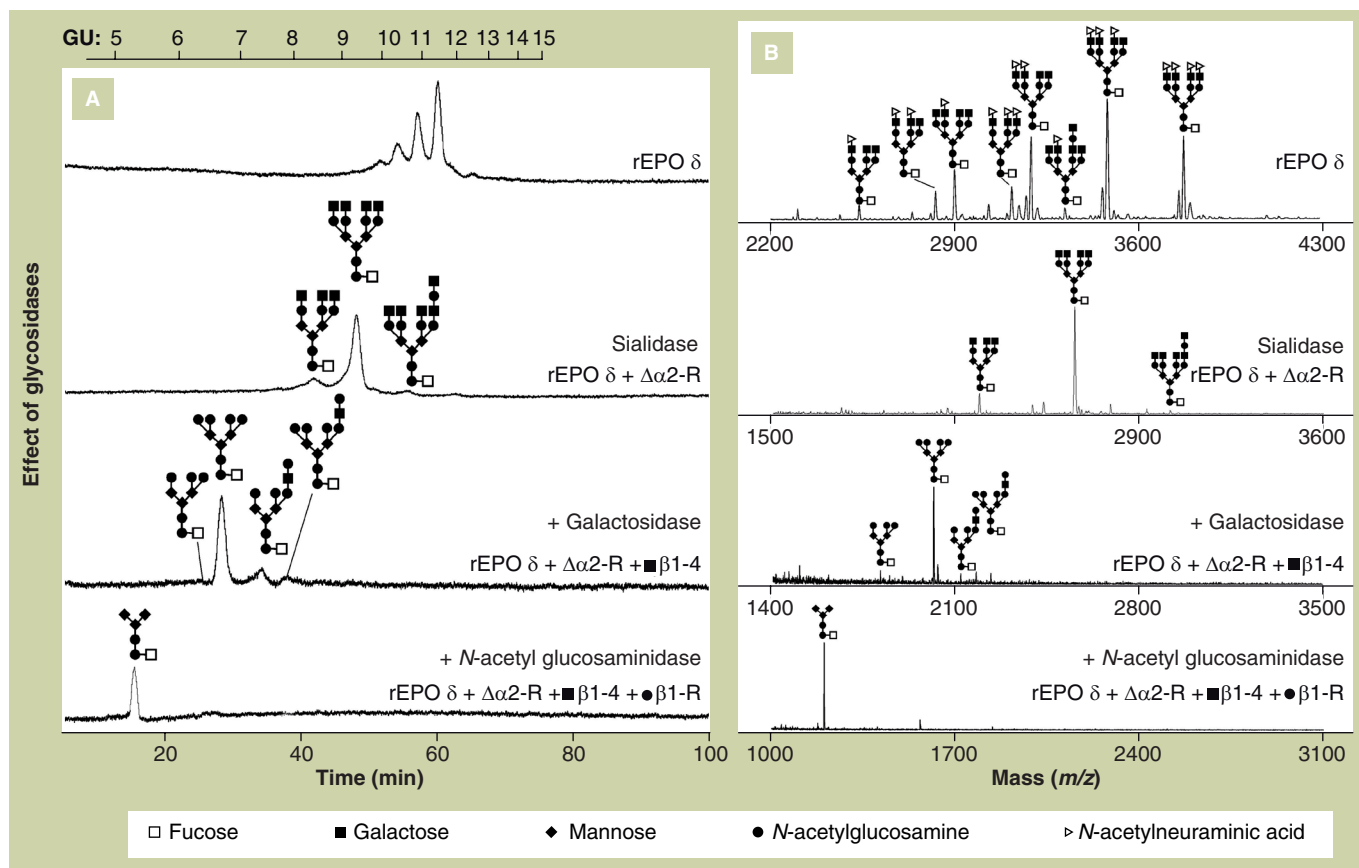 GU: 5 6 7 8 9 10 11 12 13 14 15
A
Effect of glycosidases
rEPO δ
Sialidase
rEPO δ + Δα2-R
+ Galactosidase
rEPO δ + Δα2-R +■β1-4
+ N-acetyl glucosaminidase
rEPO δ + Δα2-R +■β1-4 +●β1-R
20 40 60 80 100
Time (min)
B
rEPO δ
2200 2900 3600 4300
Sialidase
rEPO δ + Δα2-R
1500 2900 3600
+ Galactosidase
rEPO δ + Δα2-R +■β1-4
1400 2100 2800 3500
+ N-acetyl glucosaminidase
rEPO δ + Δα2-R +■β1-4 +●β1-R
1000 1700 2400 3100
Mass (m/z)
□ Fucose ■ Galactose ◆ Mannose ● N-acetylglucosamine ▷ N-acetylneuraminic acid